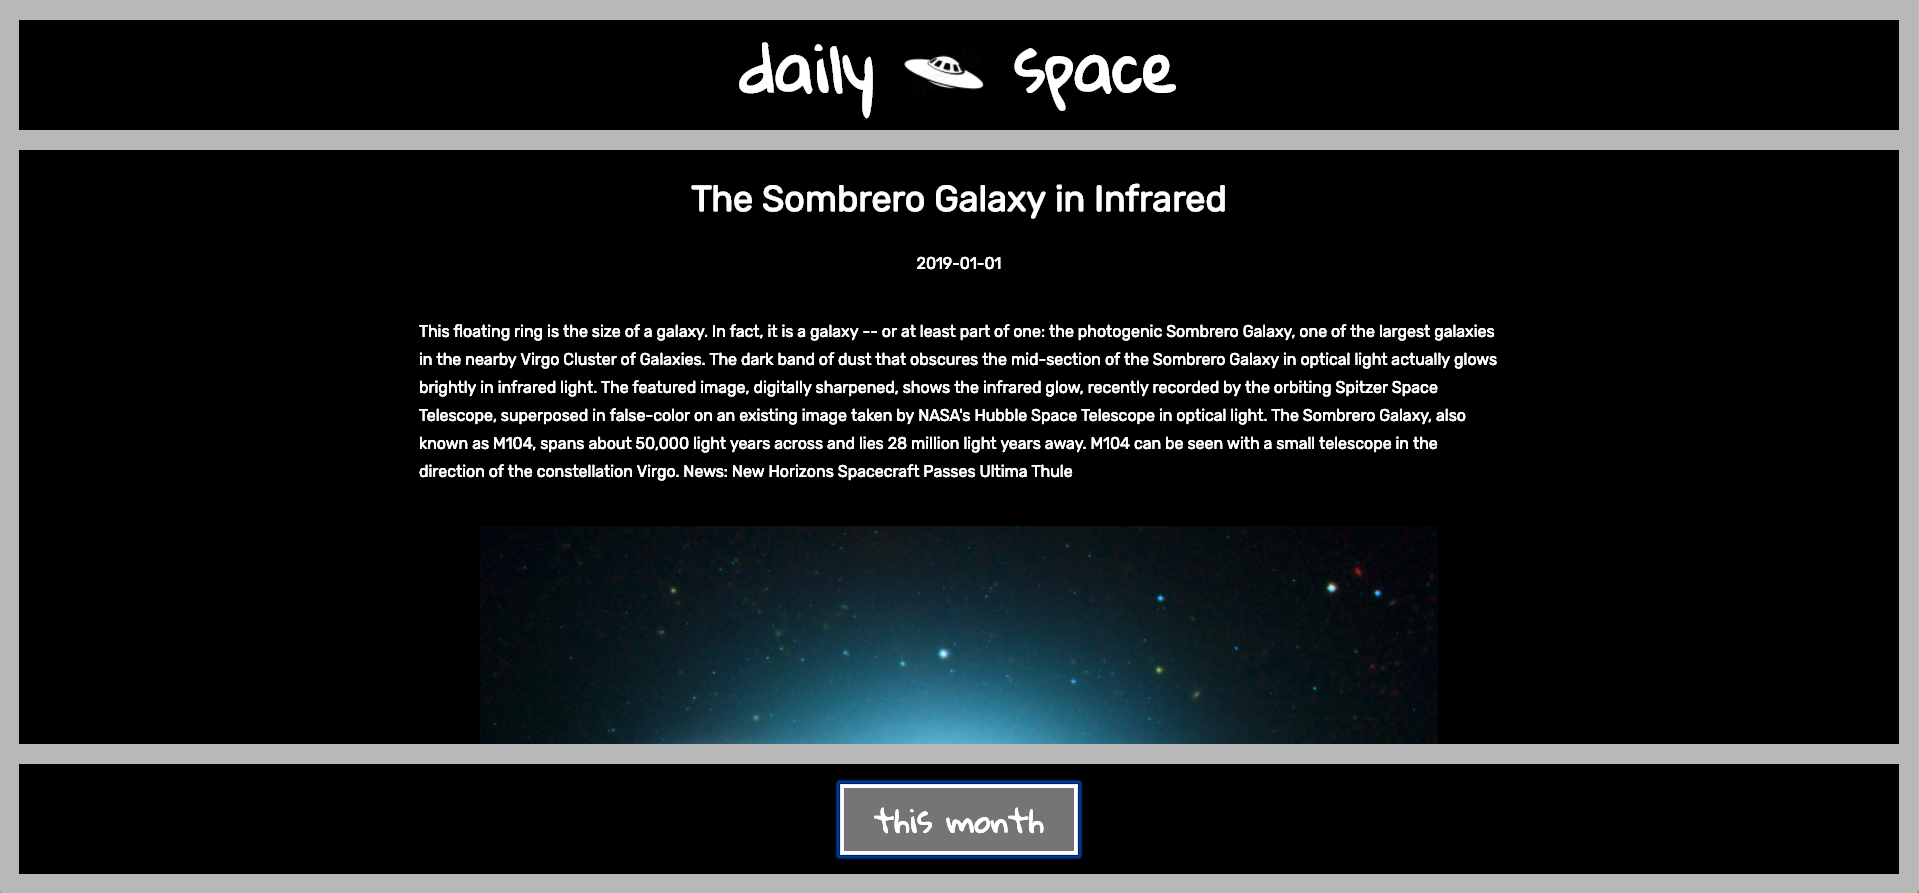 daily space
The Sombrero Galaxy in Infrared
2019-01-01
This floating ring is the size of a galaxy. In fact, it is a galaxy -- or at least part of one: the photogenic Sombrero Galaxy, one of the largest galaxies
in the nearby Virgo Cluster of Galaxies. The dark band of dust that obscures the mid-section of the Sombrero Galaxy in optical light actually glows
brightly in infrared light. The featured image, digitally sharpened, shows the infrared glow, recently recorded by the orbiting Spitzer Space
Telescope, superposed in false-color on an existing image taken by NASA's Hubble Space Telescope in optical light. The Sombrero Galaxy, also
known as M104, spans about 50,000 light years across and lies 28 million light years away. M104 can be seen with a small telescope in the
direction of the constellation Virgo. News: New Horizons Spacecraft Passes Ultima Thule
this month